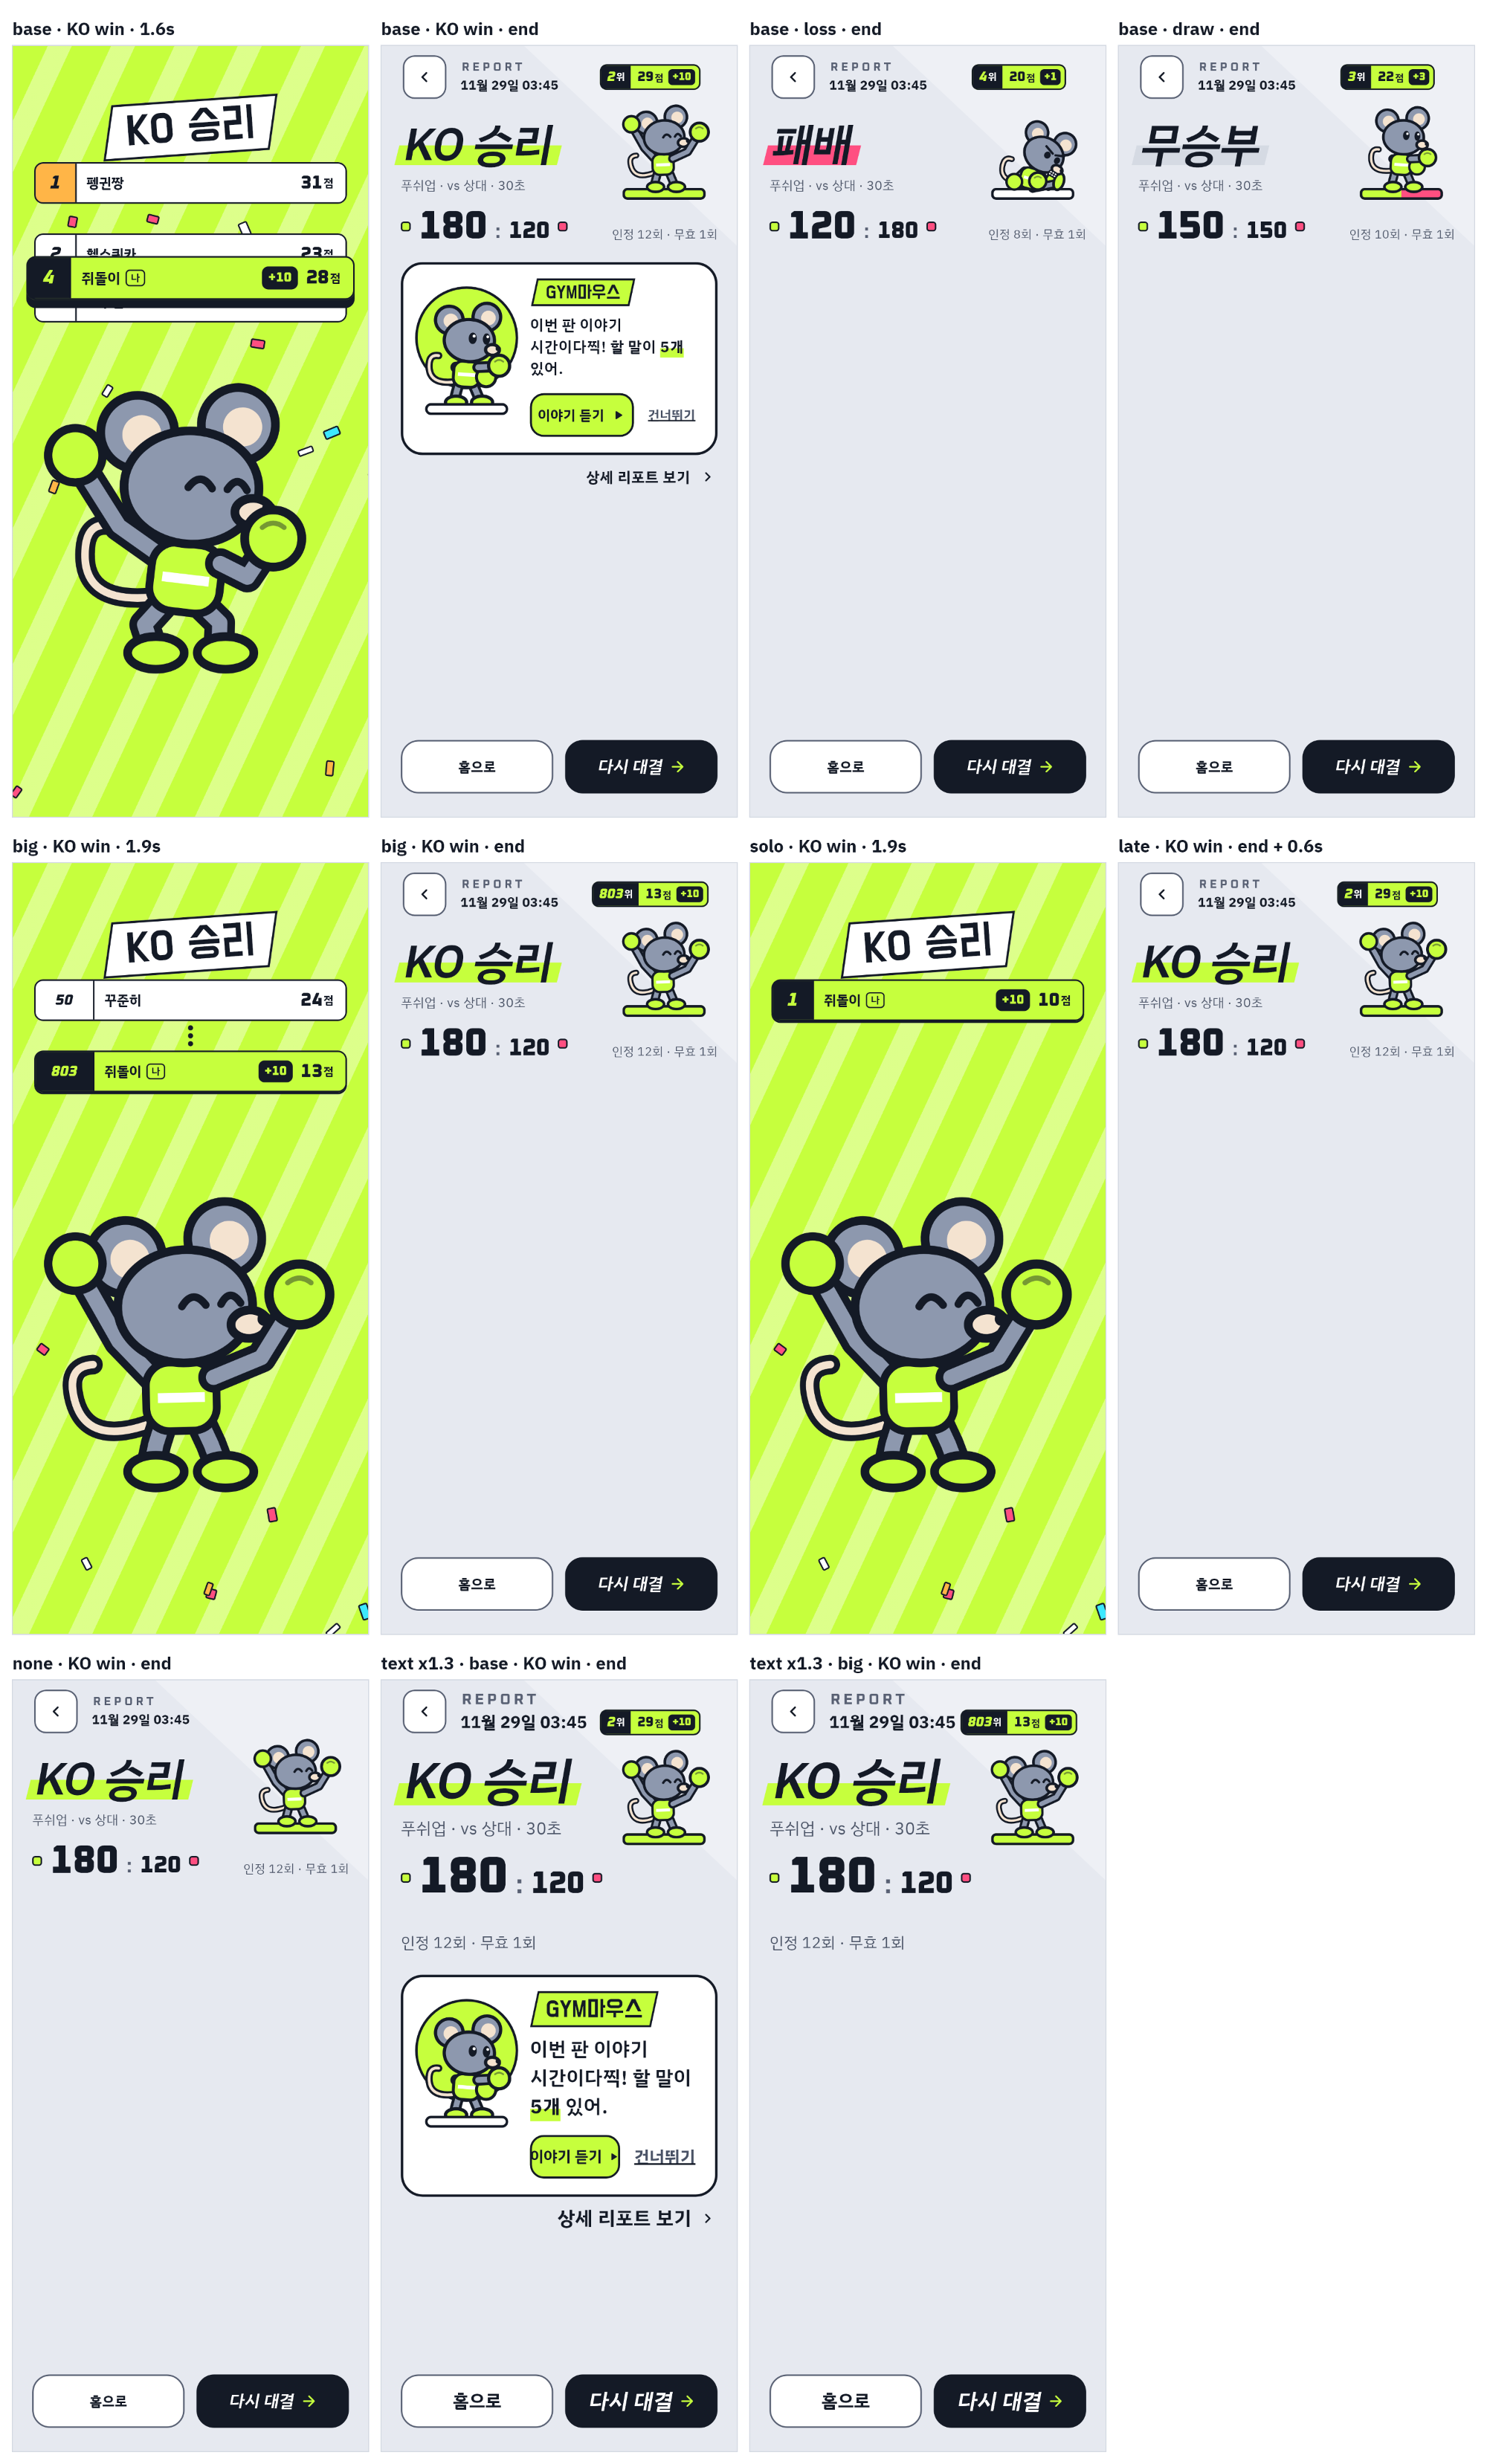 base · KO win · 1.6s
KO 승리
1 펭귄짱 31점
2 23점
4 쥐돌이 나 +10 28점
base · KO win · end
REPORT
11월 29일 03:45
2위 29점 +10
KO 승리
푸쉬업 · vs 상대 · 30초
180 : 120
인정 12회 · 무효 1회
GYM마우스
이번 판 이야기
시간이다찍! 할 말이 5개
있어.
이야기 듣기
건너뛰기
상세 리포트 보기
홈으로
다시 대결 →
base · loss · end
REPORT
11월 29일 03:45
4위 20점 +1
패배
푸쉬업 · vs 상대 · 30초
120 : 180
인정 8회 · 무효 1회
홈으로
다시 대결 →
base · draw · end
REPORT
11월 29일 03:45
3위 22점 +3
무승부
푸쉬업 · vs 상대 · 30초
150 : 150
인정 10회 · 무효 1회
홈으로
다시 대결 →
big · KO win · 1.9s
KO 승리
50 꾸준히 24점
803 쥐돌이 나 +10 13점
big · KO win · end
REPORT
11월 29일 03:45
803위 13점 +10
KO 승리
푸쉬업 · vs 상대 · 30초
180 : 120
인정 12회 · 무효 1회
홈으로
다시 대결 →
solo · KO win · 1.9s
KO 승리
1 쥐돌이 나 +10 10점
late · KO win · end + 0.6s
REPORT
11월 29일 03:45
2위 29점 +10
KO 승리
푸쉬업 · vs 상대 · 30초
180 : 120
인정 12회 · 무효 1회
홈으로
다시 대결 →
none · KO win · end
REPORT
11월 29일 03:45
KO 승리
푸쉬업 · vs 상대 · 30초
180 : 120
인정 12회 · 무효 1회
홈으로
다시 대결 →
text x1.3 · base · KO win · end
REPORT
11월 29일 03:45
2위 29점 +10
KO 승리
푸쉬업 · vs 상대 · 30초
180 : 120
인정 12회 · 무효 1회
GYM마우스
이번 판 이야기
시간이다찍! 할 말이
5개 있어.
이야기 듣기
건너뛰기
상세 리포트 보기
홈으로
다시 대결 →
text x1.3 · big · KO win · end
REPORT
11월 29일 03:45
803위 13점 +10
KO 승리
푸쉬업 · vs 상대 · 30초
180 : 120
인정 12회 · 무효 1회
홈으로
다시 대결 →